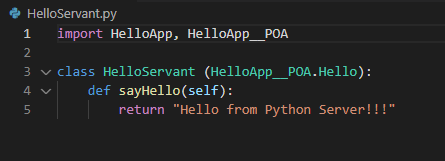 HelloServant.py
1 import HelloApp, HelloApp__POA
2
3 class HelloServant (HelloApp__POA.Hello):
4 def sayHello(self):
5 return "Hello from Python Server!!!"